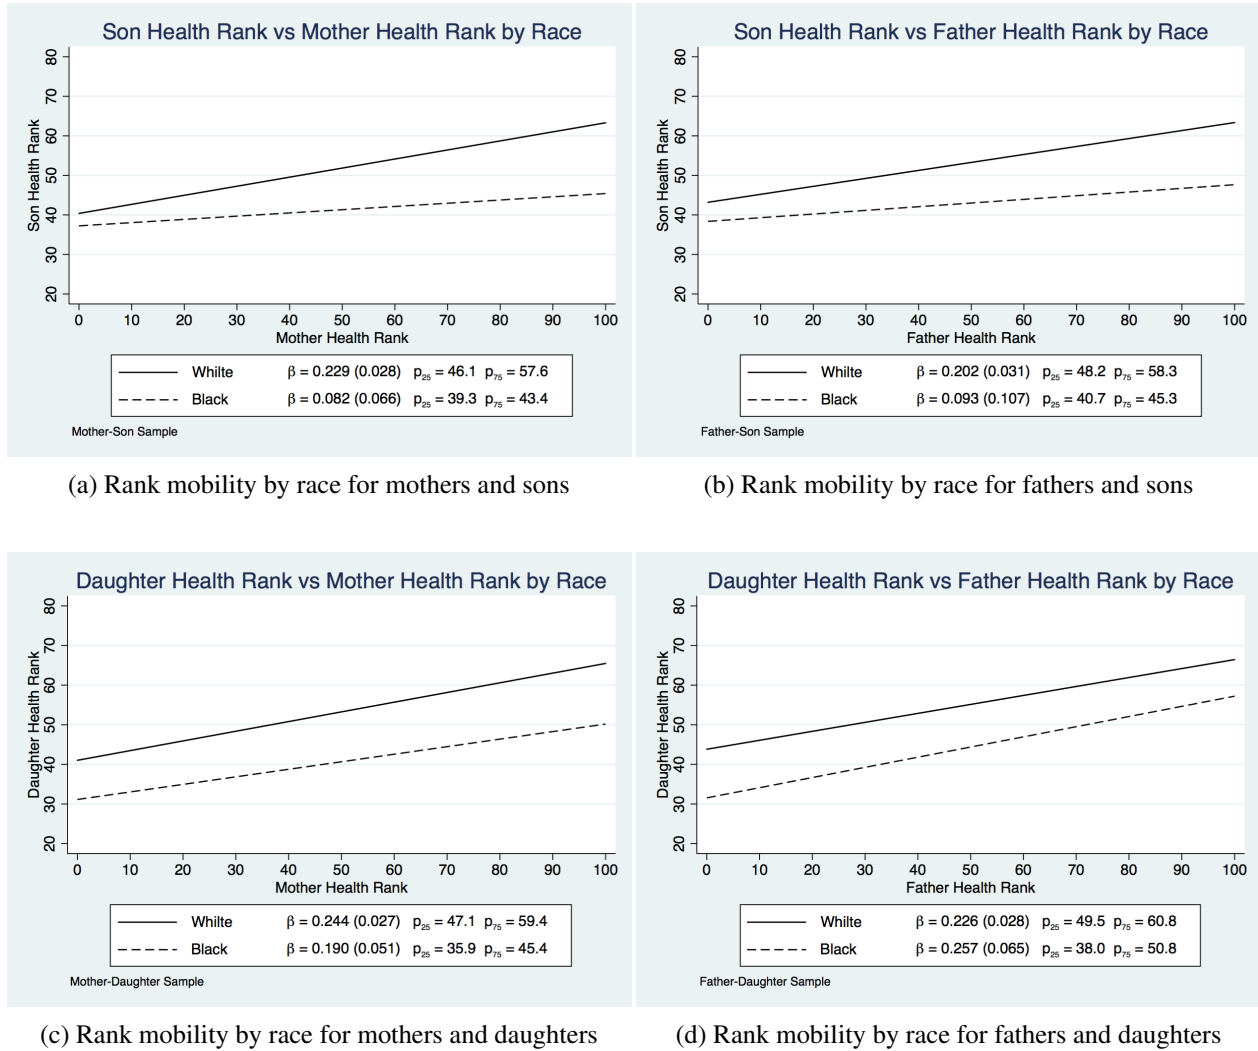 Son Health Rank vs Mother Health Rank by Race
Son Health Rank
80
70
60
50
40
30
20
0 10 20 30 40 50 60 70 80 90 100
Mother Health Rank
Whilte β = 0.229 (0.028) p25 = 46.1 p75 = 57.6
Black β = 0.082 (0.066) p25 = 39.3 p75 = 43.4
Mother-Son Sample
(a) Rank mobility by race for mothers and sons
Son Health Rank vs Father Health Rank by Race
Son Health Rank
80
70
60
50
40
30
20
0 10 20 30 40 50 60 70 80 90 100
Father Health Rank
Whilte β = 0.202 (0.031) p25 = 48.2 p75 = 58.3
Black β = 0.093 (0.107) p25 = 40.7 p75 = 45.3
Father-Son Sample
(b) Rank mobility by race for fathers and sons
Daughter Health Rank vs Mother Health Rank by Race
Daughter Health Rank
80
70
60
50
40
30
20
0 10 20 30 40 50 60 70 80 90 100
Mother Health Rank
Whilte β = 0.244 (0.027) p25 = 47.1 p75 = 59.4
Black β = 0.190 (0.051) p25 = 35.9 p75 = 45.4
Mother-Daughter Sample
(c) Rank mobility by race for mothers and daughters
Daughter Health Rank vs Father Health Rank by Race
Daughter Health Rank
80
70
60
50
40
30
20
0 10 20 30 40 50 60 70 80 90 100
Father Health Rank
Whilte β = 0.226 (0.028) p25 = 49.5 p75 = 60.8
Black β = 0.257 (0.065) p25 = 38.0 p75 = 50.8
Father-Daughter Sample
(d) Rank mobility by race for fathers and daughters